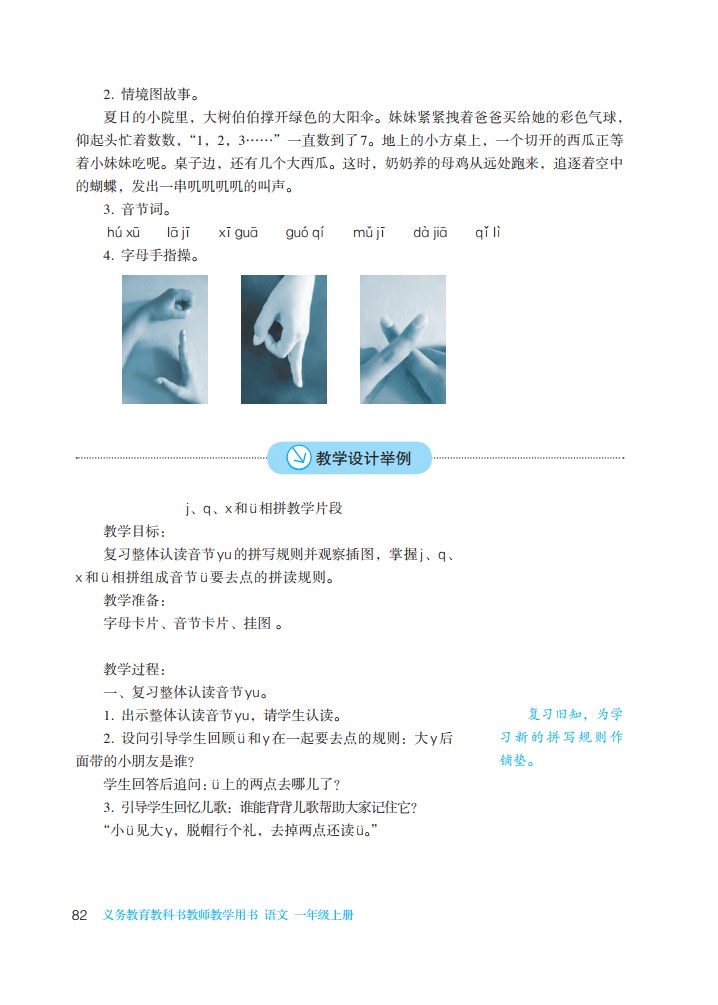 2. 情境图故事。
夏日的小院里，大树伯伯撑开绿色的大阳伞。妹妹紧紧拽着爸爸买给她的彩色气球，
仰起头忙着数数，“1，2，3……”一直数到了7。地上的小方桌上，一个切开的西瓜正等
着小妹妹吃呢。桌子边，还有几个大西瓜。这时，奶奶养的母鸡从远处跑来，追逐着空中
的蝴蝶，发出一串叽叽叽叽的叫声。
3. 音节词。
hú xū lā jī xī guā guó qí mǔ jī dà jiā qǐ lì
4. 字母手指操。
教学设计举例
j、q、x和ü相拼教学片段
教学目标：
复习整体认读音节yu的拼写规则并观察插图，掌握j、q、
x和ü相拼组成音节ü要去点的拼读规则。
教学准备：
字母卡片、音节卡片、挂图 。
教学过程：
一、复习整体认读音节yu。
1. 出示整体认读音节yu，请学生认读。
2. 设问引导学生回顾ü和y在一起要去点的规则：大y后
面带的小朋友是谁？
学生回答后追问：ü上的两点去哪儿了？
3. 引导学生回忆儿歌：谁能背背儿歌帮助大家记住它？
“小ü见大y，脱帽行个礼，去掉两点还读ü。”
复习旧知，为学
习新的拼写规则作
铺垫。
82 义务教育教科书教师教学用书 语文 一年级上册